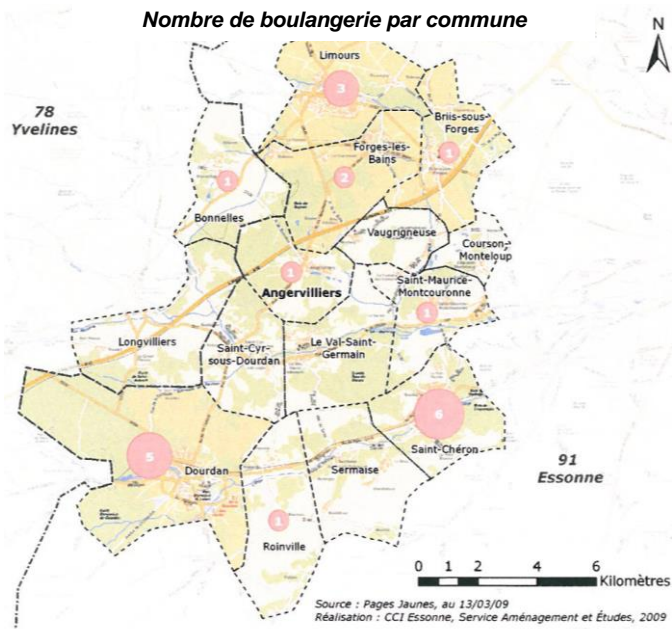 Nombre de boulangerie par commune
N
Limours
3
78
Yvelines
Briis-sous-
Forges
Forges-les-
Bains
1
2
1
Bonnelles
Vaugrigneuse
Courson-
Monteloup
1
Angervilliers
Saint-Maurice-
Montcouronne
1
Longvilliers
Saint-Cyr-
sous-Dourdan
Le Val-Saint-
Germain
6
Saint-Chéron
5
Dourdan
Sermaise
91
Essonne
1
Roinville
0 1 2 4 6
Kilomètres
Source : Pages Jaunes, au 13/03/09
Réalisation : CCI Essonne, Service Aménagement et Études, 2009